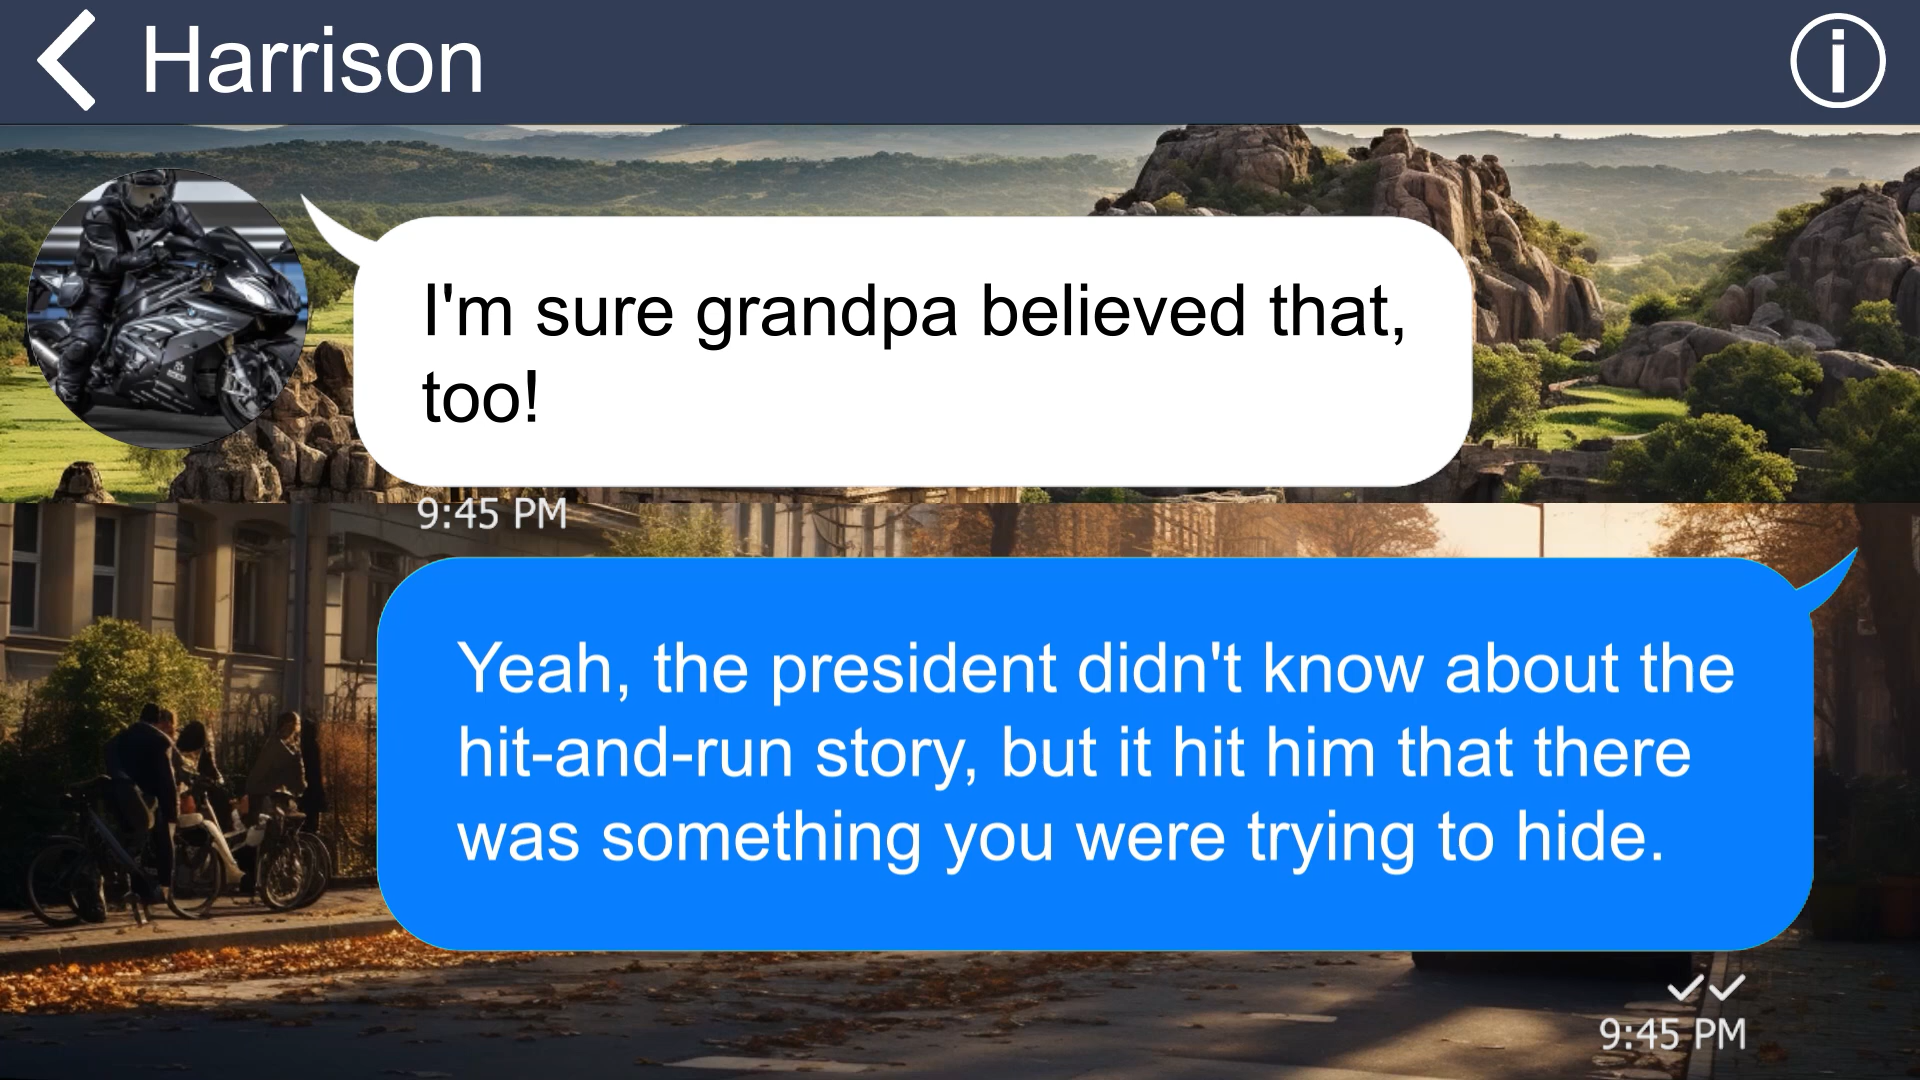 Harrison
I'm sure grandpa believed that,
too!
9:45 PM
Yeah, the president didn't know about the
hit-and-run story, but it hit him that there
was something you were trying to hide.
9:45 PM